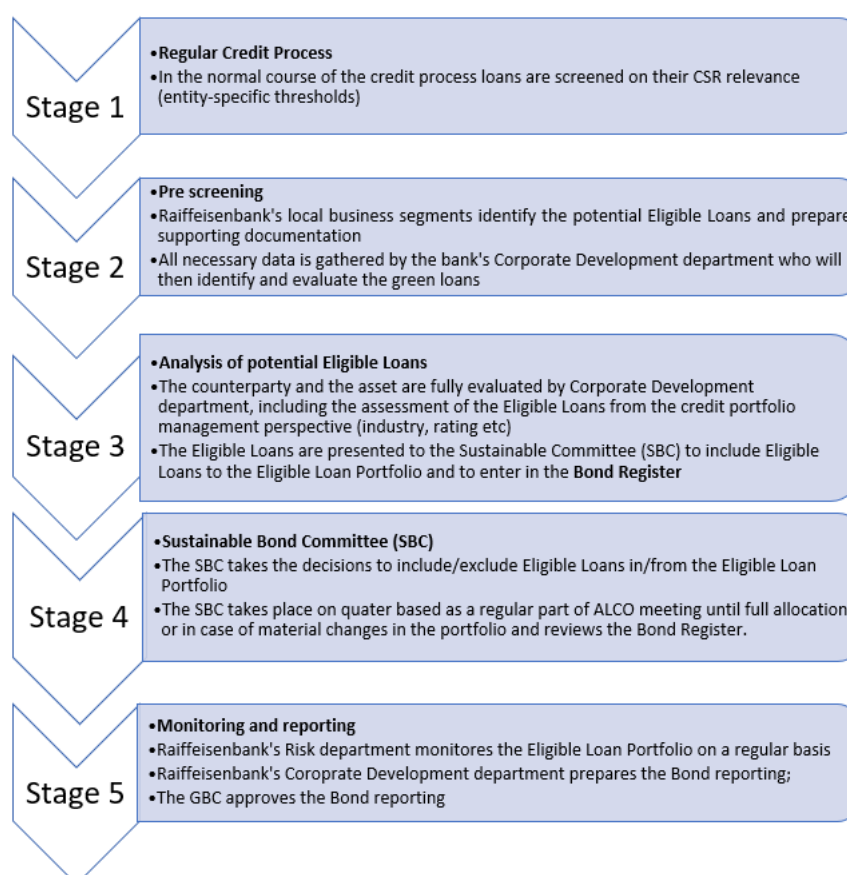 Stage 1
•Regular Credit Process
•In the normal course of the credit process loans are screened on their CSR relevance
(entity-specific thresholds)
Stage 2
•Pre screening
•Raiffeisenbank's local business segments identify the potential Eligible Loans and prepare
supporting documentation
•All necessary data is gathered by the bank's Corporate Development department who will
then identify and evaluate the green loans
Stage 3
•Analysis of potential Eligible Loans
•The counterparty and the asset are fully evaluated by Corporate Development
department, including the assessment of the Eligible Loans from the credit portfolio
management perspective (industry, rating etc)
•The Eligible Loans are presented to the Sustainable Committee (SBC) to include Eligible
Loans to the Eligible Loan Portfolio and to enter in the Bond Register
Stage 4
•Sustainable Bond Committee (SBC)
•The SBC takes the decisions to include/exclude Eligible Loans in/from the Eligible Loan
Portfolio
•The SBC takes place on quater based as a regular part of ALCO meeting until full allocation
or in case of material changes in the portfolio and reviews the Bond Register.
Stage 5
•Monitoring and reporting
•Raiffeisenbank's Risk department monitores the Eligible Loan Portfolio on a regular basis
•Raiffeisenbank's Coroprate Development department prepares the Bond reporting;
•The GBC approves the Bond reporting